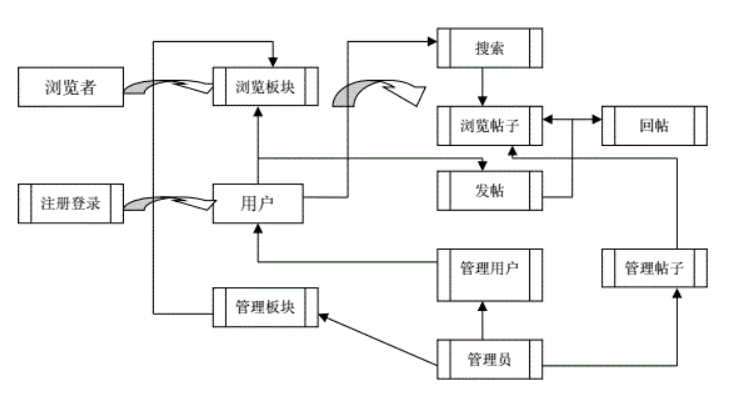 搜索
浏览者
浏览板块
浏览帖子
回帖
注册登录
用户
发帖
管理用户
管理帖子
管理板块
管理员